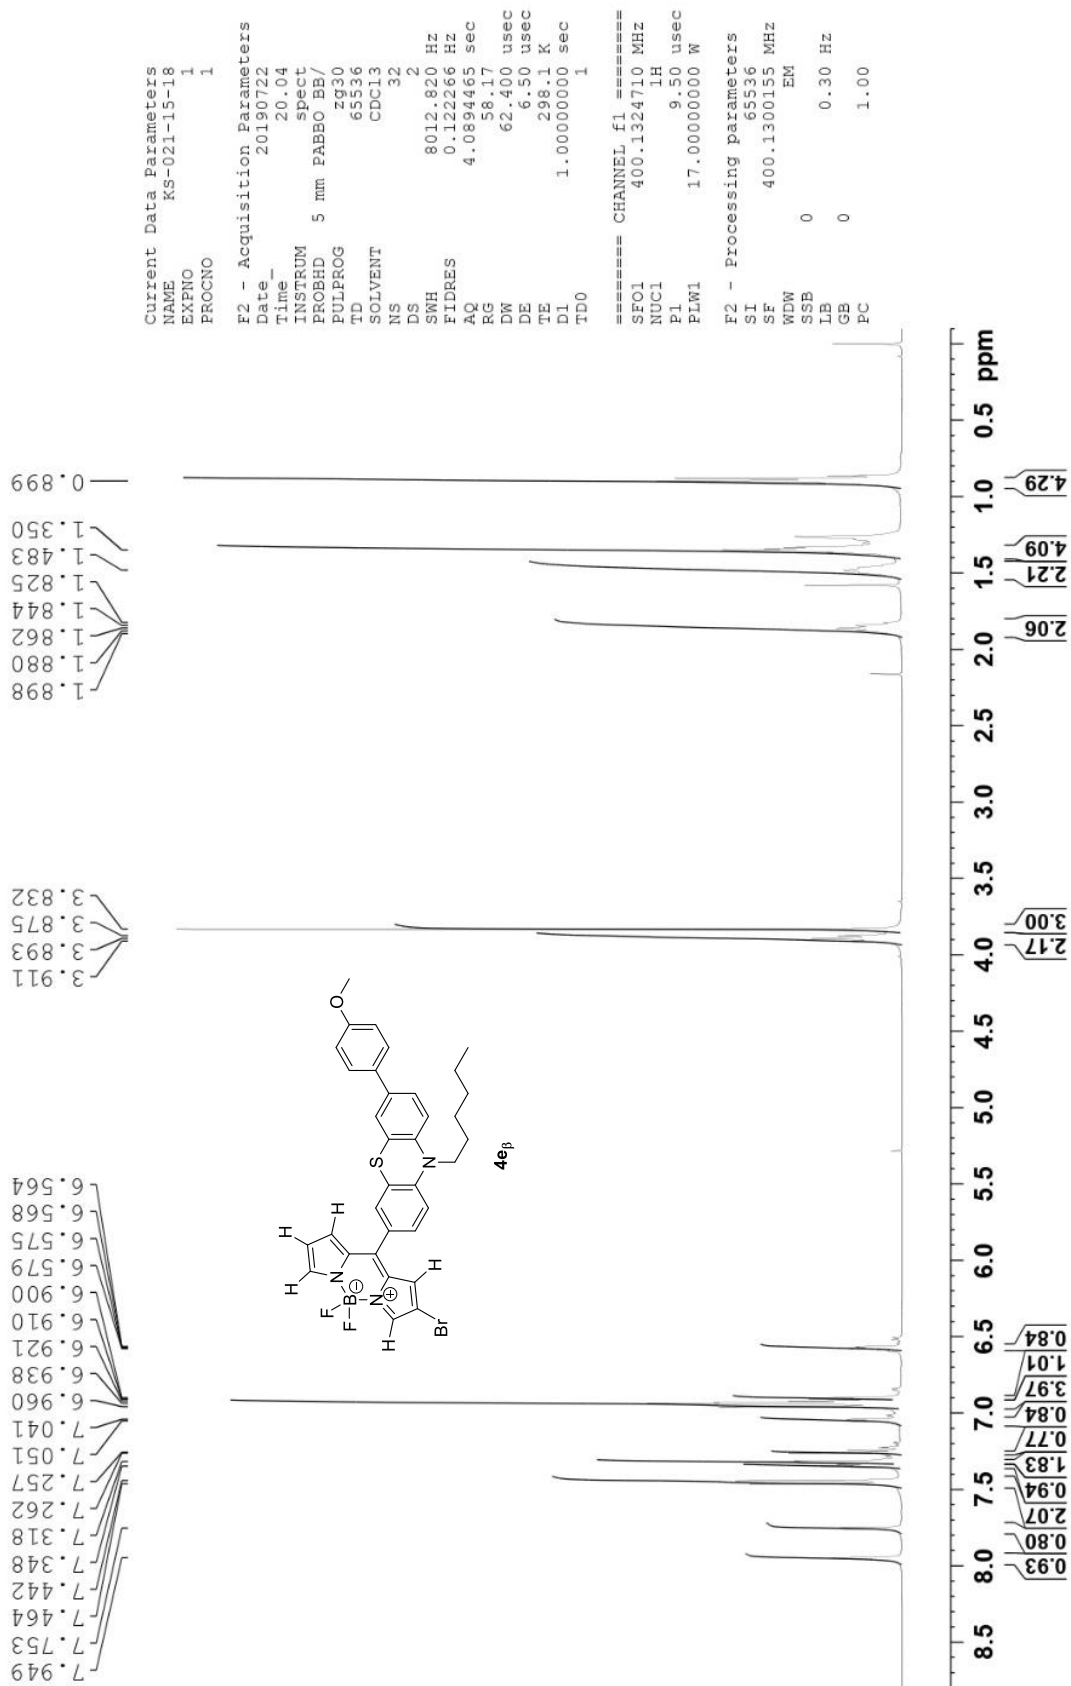 Current Data Parameters
NAME KS-021-15-18
EXPNO 1
PROCNO 1
F2 - Acquisition Parameters
Date_ 20190722
Time 20.04
INSTRUM spect
PROBHD 5 mm PABBO BB/
PULPROG zg30
TD 65536
SOLVENT CDCl3
NS 32
DS 2
SWH 8012.820 Hz
FIDRES 0.122266 Hz
AQ 4.0894465 sec
RG 58.17
DW 62.400 usec
DE 6.50 usec
TE 298.1 K
D1 1.00000000 sec
TD0 1
======== CHANNEL f1 ========
SFO1 400.1324710 MHz
NUC1 1H
P1 9.50 usec
PLW1 17.00000000 W
F2 - Processing parameters
SI 65536
SF 400.1300155 MHz
WDW EM
SSB 0
LB 0.30 Hz
GB 0
PC 1.00
7.949
7.753
7.464
7.442
7.348
7.318
7.262
7.257
7.051
7.041
6.960
6.938
6.921
6.910
6.900
6.579
6.575
6.568
6.564
3.911
3.893
3.875
3.832
1.898
1.880
1.862
1.844
1.825
1.483
1.350
0.899
H
H
H
F
F
B
⊖
N
N
⊕
H
Br
H
S
N
O
4eβ
8.5 8.0 7.5 7.0 6.5 6.0 5.5 5.0 4.5 4.0 3.5 3.0 2.5 2.0 1.5 1.0 0.5 ppm
0.93
0.80
2.07
0.94
1.83
0.77
0.84
3.97
1.01
0.84
2.17
3.00
2.06
2.21
4.09
4.29